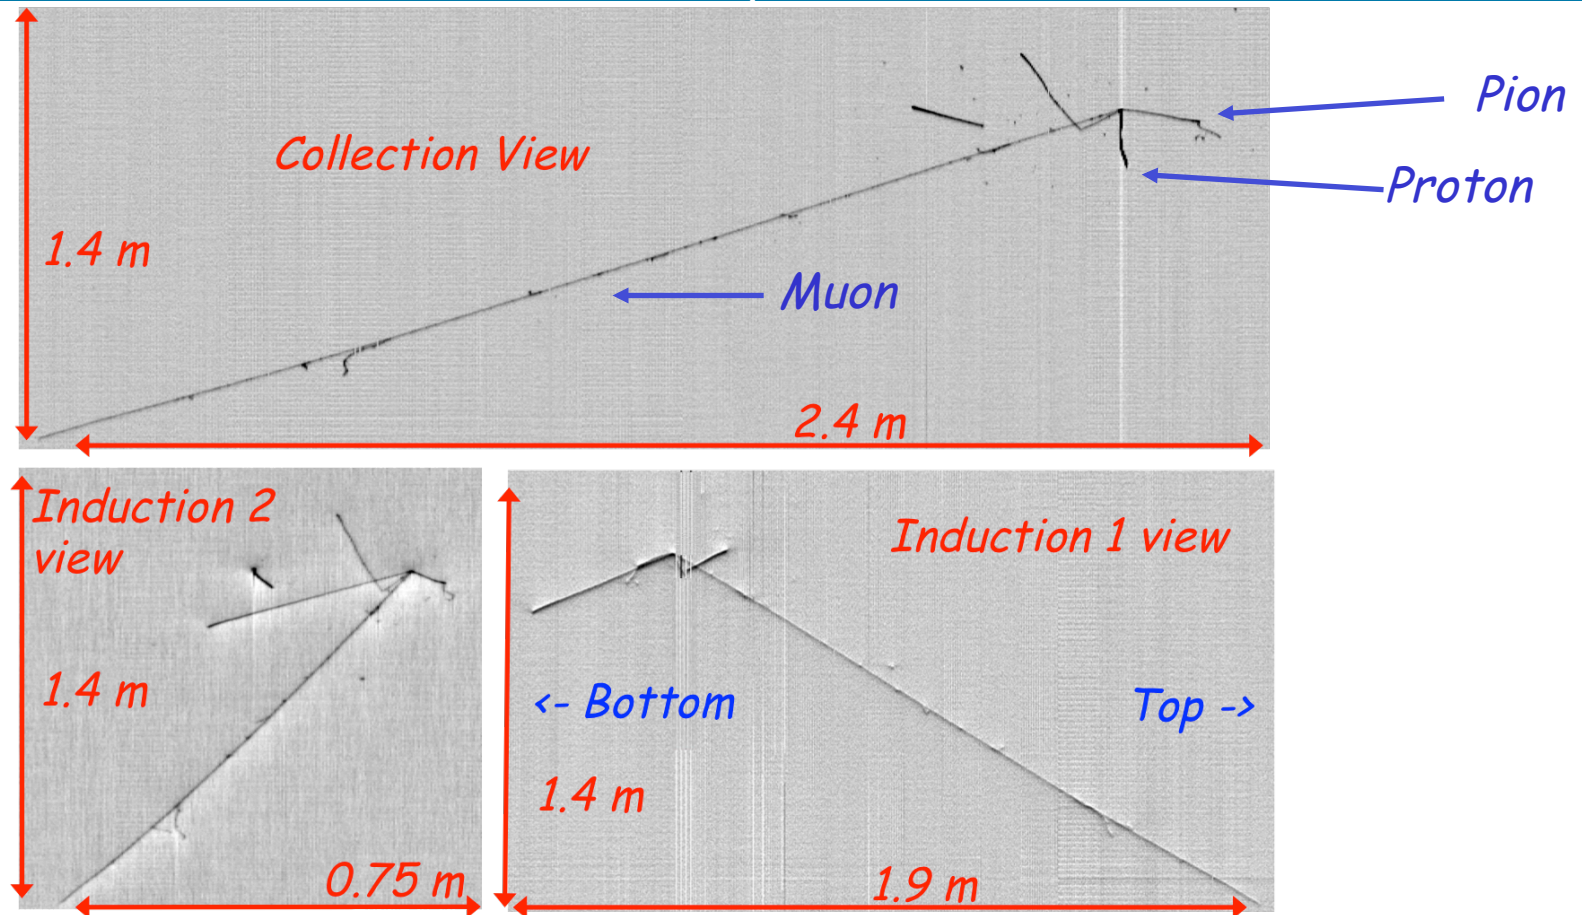 Collection View
Pion
Proton
1.4 m
Muon
2.4 m
Induction 2
view
1.4 m
0.75 m
Induction 1 view
<- Bottom
Top ->
1.4 m
1.9 m